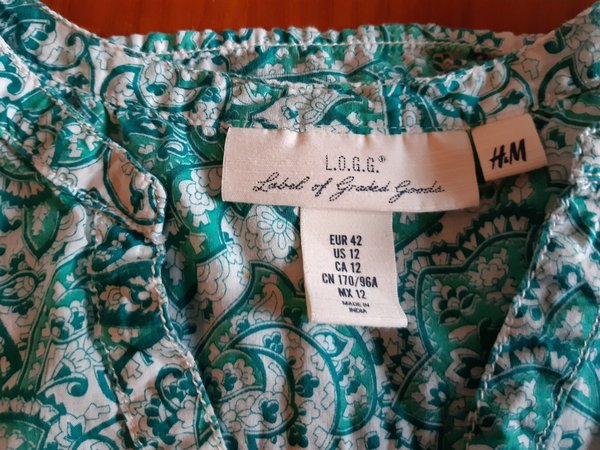 L.O.G.G.®
Label of Graded Goods
H&M
EUR 42
US 12
CA 12
CN 170/96A
MX 12
MADE IN
INDIA